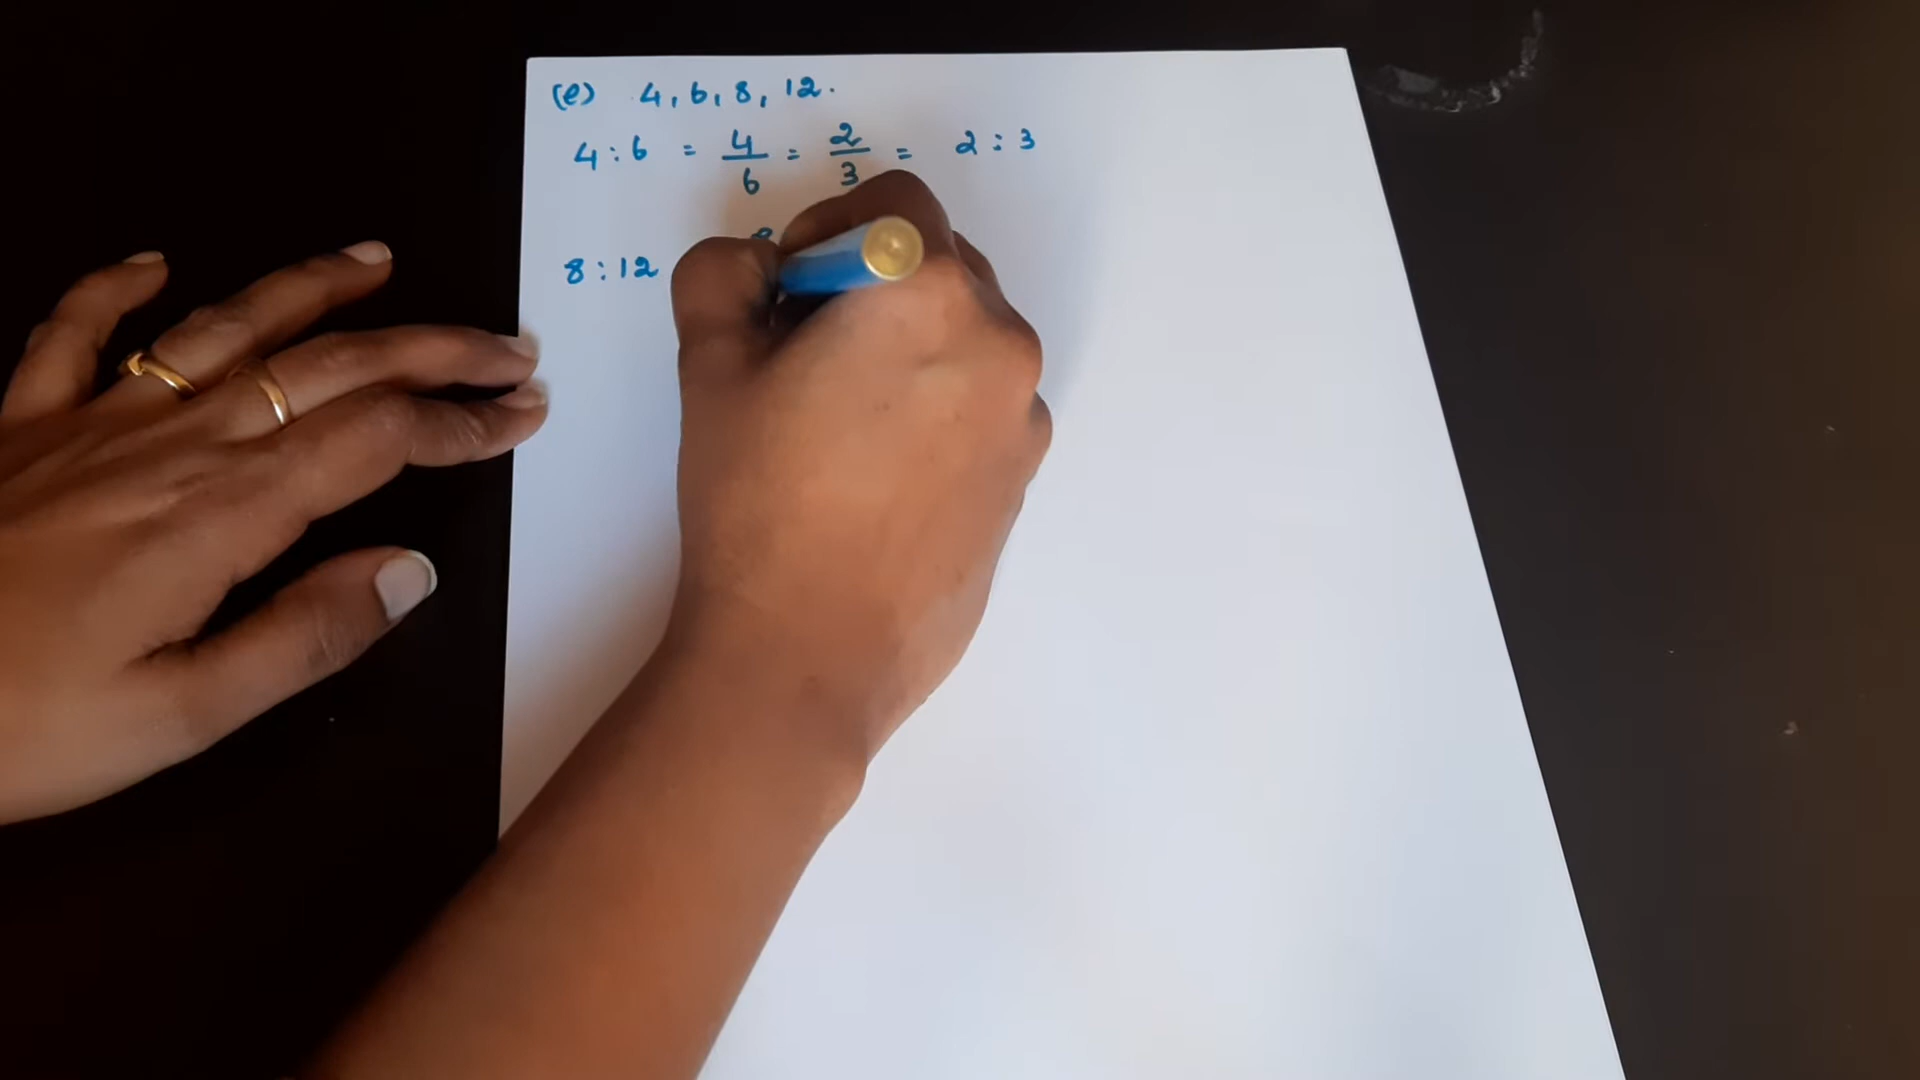 (e) 4, 6, 8, 12.
4 : 6 = 4/6 = 2/3 = 2 : 3
8 : 12